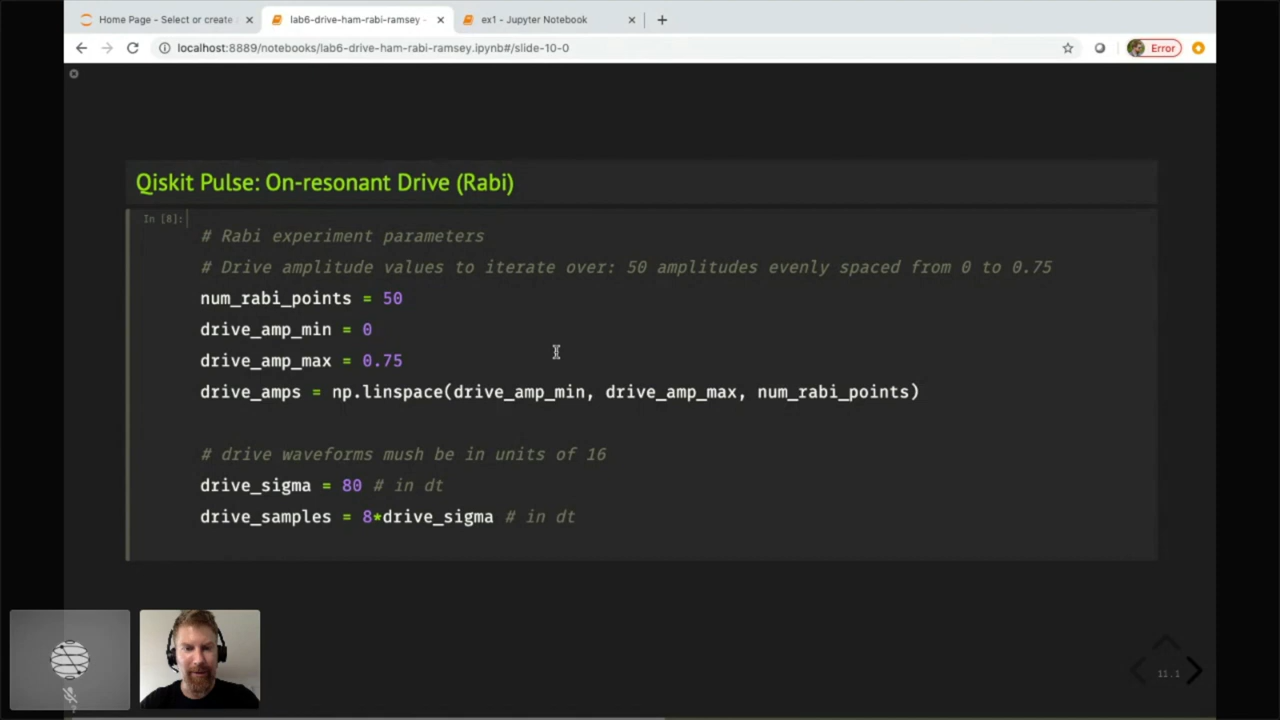 Home Page - Select or create
lab6-drive-ham-rabi-ramsey -
ex1 - Jupyter Notebook
localhost:8889/notebooks/lab6-drive-ham-rabi-ramsey.ipynb#/slide-10-0
Error
Qiskit Pulse: On-resonant Drive (Rabi)
In [8]:
# Rabi experiment parameters
# Drive amplitude values to iterate over: 50 amplitudes evenly spaced from 0 to 0.75
num_rabi_points = 50
drive_amp_min = 0
drive_amp_max = 0.75
drive_amps = np.linspace(drive_amp_min, drive_amp_max, num_rabi_points)
# drive waveforms mush be in units of 16
drive_sigma = 80 # in dt
drive_samples = 8*drive_sigma # in dt
11.1